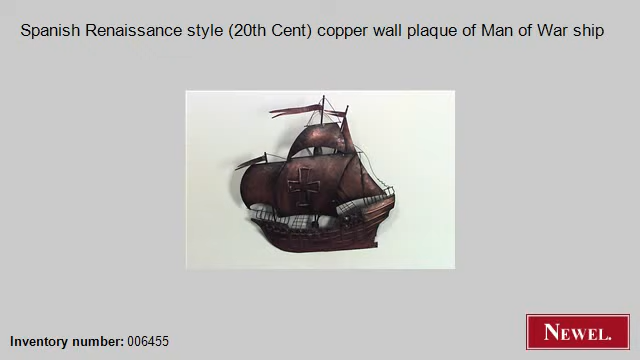 Spanish Renaissance style (20th Cent) copper wall plaque of Man of War ship
Inventory number: 006455
NEWEL.